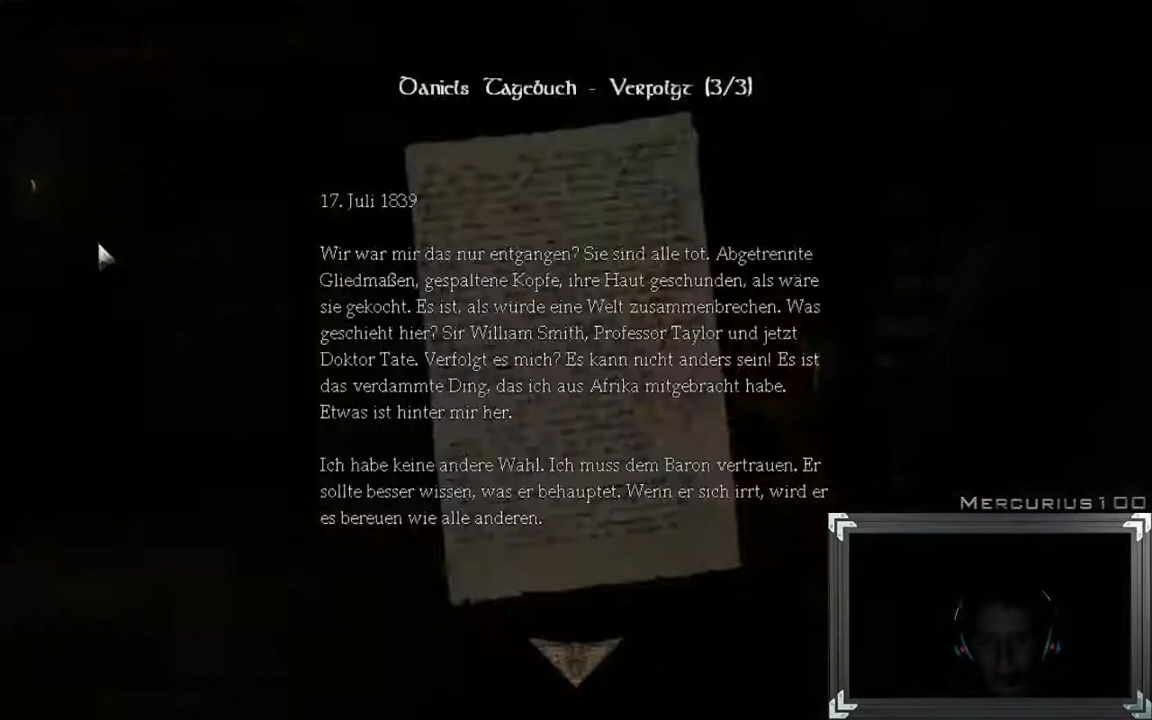 Daniels Tagebuch - Verfolgt (3/3)
17. Juli 1839
Wir war mir das nur entgangen? Sie sind alle tot. Abgetrennte
Gliedmaßen, gespaltene Kopfe, ihre Haut geschunden, als wäre
sie gekocht. Es ist, als würde eine Welt zusammenbrechen. Was
geschieht hier? Sir William Smith, Professor Taylor und jetzt
Doktor Tate. Verfolgt es mich? Es kann nicht anders sein! Es ist
das verdammte Ding, das ich aus Afrika mitgebracht habe.
Etwas ist hinter mir her.
Ich habe keine andere Wahl. Ich muss dem Baron vertrauen. Er
sollte besser wissen, was er behauptet. Wenn er sich irrt, wird er
es bereuen wie alle anderen.
Mercurius100